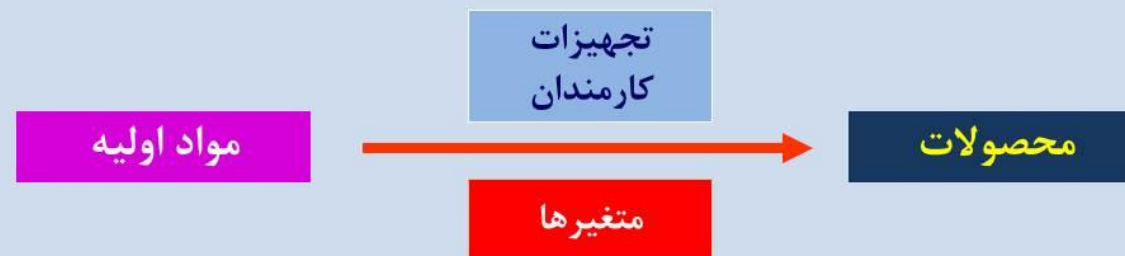 تجهیزات
کارمندان
مواد اولیه
محصولات
متغیرها